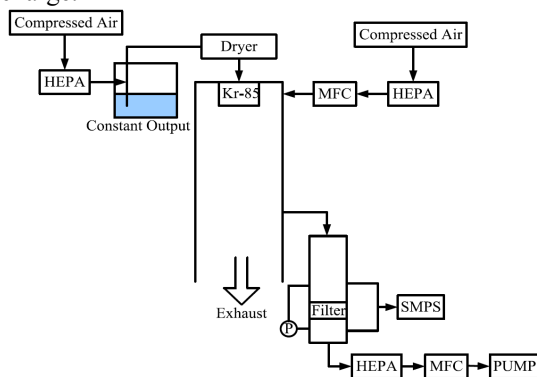 Compressed Air
HEPA
Constant Output
Dryer
Kr-85
MFC
HEPA
Compressed Air
Exhaust
P
Filter
SMPS
HEPA
MFC
PUMP